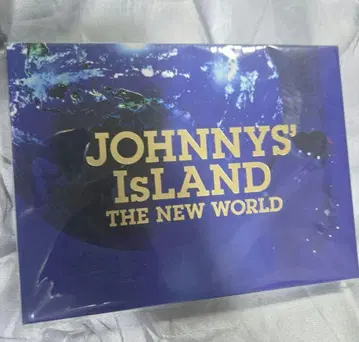 JOHNNYS'
IsLAND
THE NEW WORLD